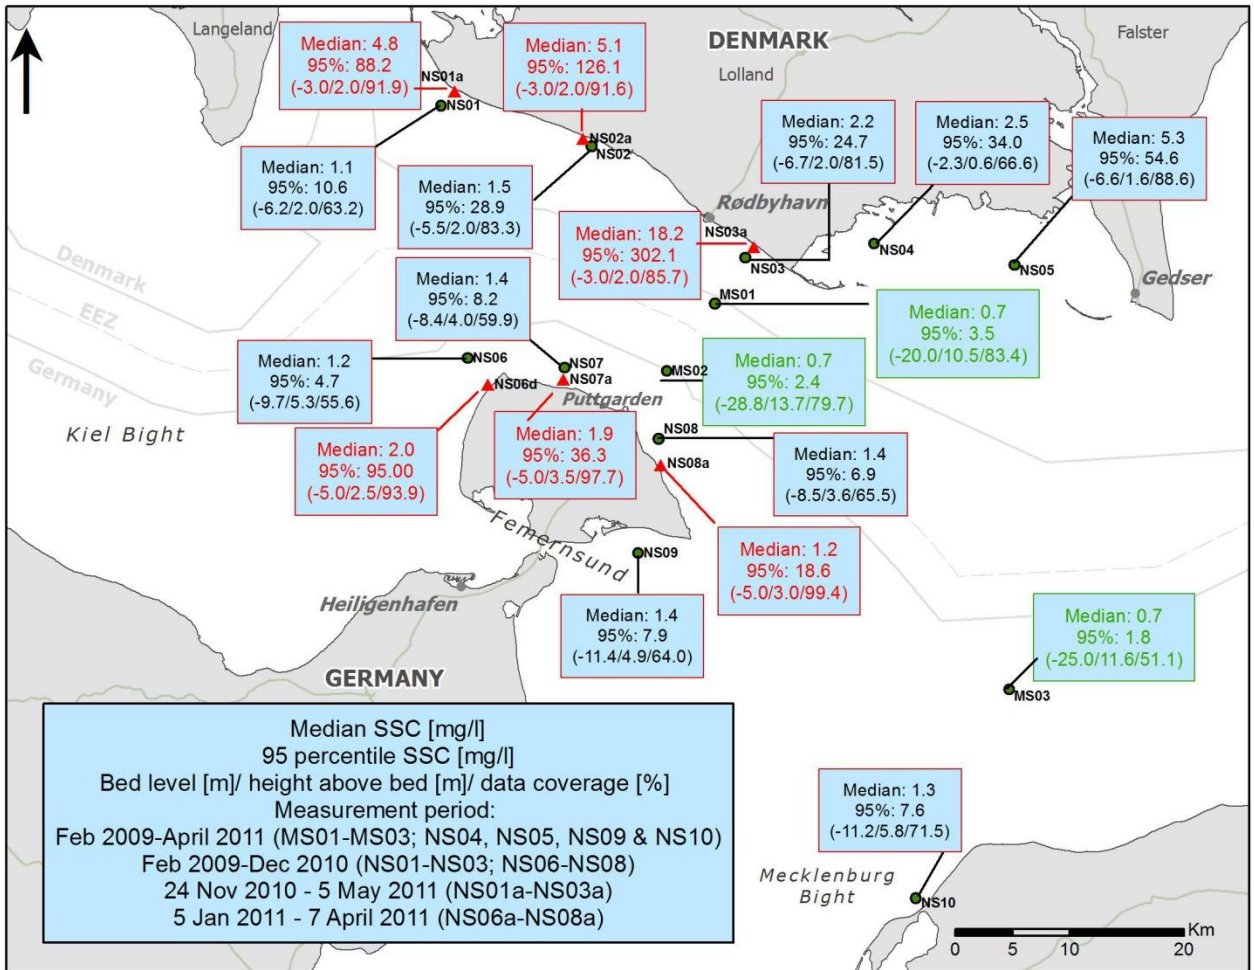 Langeland
DENMARK
Lolland
Falster
Median: 4.8
95%: 88.2
(-3.0/2.0/91.9)
NS01a
NS01
Median: 5.1
95%: 126.1
(-3.0/2.0/91.6)
NS02a
NS02
Median: 1.1
95%: 10.6
(-6.2/2.0/63.2)
Median: 1.5
95%: 28.9
(-5.5/2.0/83.3)
Median: 2.2
95%: 24.7
(-6.7/2.0/81.5)
Median: 2.5
95%: 34.0
(-2.3/0.6/66.6)
Median: 5.3
95%: 54.6
(-6.6/1.6/88.6)
Rødbyhavn
NS03a
NS03
NS04
NS05
Gedser
Median: 18.2
95%: 302.1
(-3.0/2.0/85.7)
Denmark
EEZ
Germany
Median: 1.4
95%: 8.2
(-8.4/4.0/59.9)
MS01
Median: 0.7
95%: 3.5
(-20.0/10.5/83.4)
Median: 1.2
95%: 4.7
(-9.7/5.3/55.6)
NS06
NS06d
NS07
NS07a
Puttgarden
MS02
Median: 0.7
95%: 2.4
(-28.8/13.7/79.7)
Kiel Bight
Median: 2.0
95%: 95.00
(-5.0/2.5/93.9)
Median: 1.9
95%: 36.3
(-5.0/3.5/97.7)
NS08
NS08a
Median: 1.4
95%: 6.9
(-8.5/3.6/65.5)
Femernsund
NS09
Median: 1.2
95%: 18.6
(-5.0/3.0/99.4)
Heiligenhafen
Median: 1.4
95%: 7.9
(-11.4/4.9/64.0)
Median: 0.7
95%: 1.8
(-25.0/11.6/51.1)
MS03
GERMANY
Median SSC [mg/l]
95 percentile SSC [mg/l]
Bed level [m]/ height above bed [m]/ data coverage [%]
Measurement period:
Feb 2009-April 2011 (MS01-MS03; NS04, NS05, NS09 & NS10)
Feb 2009-Dec 2010 (NS01-NS03; NS06-NS08)
24 Nov 2010 - 5 May 2011 (NS01a-NS03a)
5 Jan 2011 - 7 April 2011 (NS06a-NS08a)
Median: 1.3
95%: 7.6
(-11.2/5.8/71.5)
Mecklenburg
Bight
NS10
Km
0 5 10 20